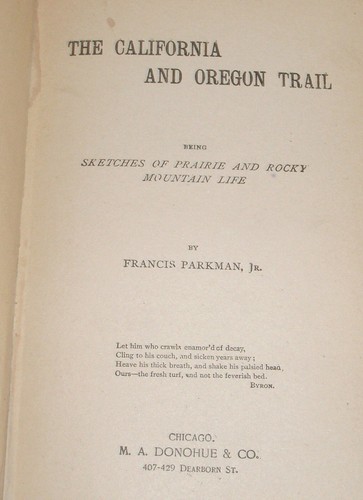 THE CALIFORNIA
AND OREGON TRAIL
BEING
SKETCHES OF PRAIRIE AND ROCKY
MOUNTAIN LIFE
BY
FRANCIS PARKMAN, JR.
Let him who crawls enamor'd of decay,
Cling to his couch, and sicken years away;
Heave his thick breath, and shake his palsied head,
Ours—the fresh turf, and not the feverish bed.
BYRON.
CHICAGO.
M. A. DONOHUE & CO.
407-429 DEARBORN ST.